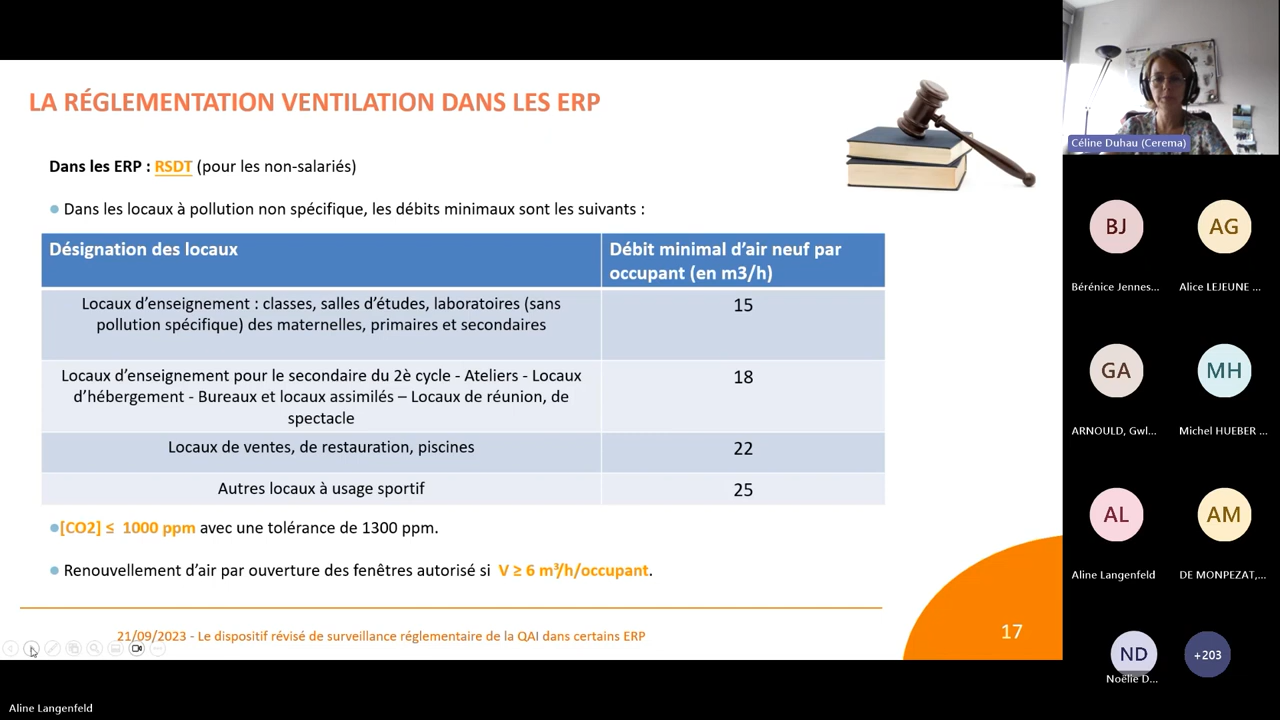 LA RÉGLEMENTATION VENTILATION DANS LES ERP
Dans les ERP : RSDT (pour les non-salariés)
Dans les locaux à pollution non spécifique, les débits minimaux sont les suivants :
Désignation des locaux
Débit minimal d'air neuf par
occupant (en m3/h)
Locaux d'enseignement : classes, salles d'études, laboratoires (sans
pollution spécifique) des maternelles, primaires et secondaires
15
Locaux d'enseignement pour le secondaire du 2è cycle - Ateliers - Locaux
d'hébergement - Bureaux et locaux assimilés – Locaux de réunion, de
spectacle
18
Locaux de ventes, de restauration, piscines
22
Autres locaux à usage sportif
25
[CO2] ≤ 1000 ppm avec une tolérance de 1300 ppm.
Renouvellement d'air par ouverture des fenêtres autorisé si V ≥ 6 m³/h/occupant.
21/09/2023 - Le dispositif révisé de surveillance réglementaire de la QAI dans certains ERP
17
Céline Duhau (Cerema)
BJ
AG
Bérénice Jennes...
Alice LEJEUNE ...
GA
MH
ARNOULD, Gwl...
Michel HUEBER ...
AL
AM
Aline Langenfeld
DE MONPEZAT,...
ND
+203
Noëlie D...
Aline Langenfeld